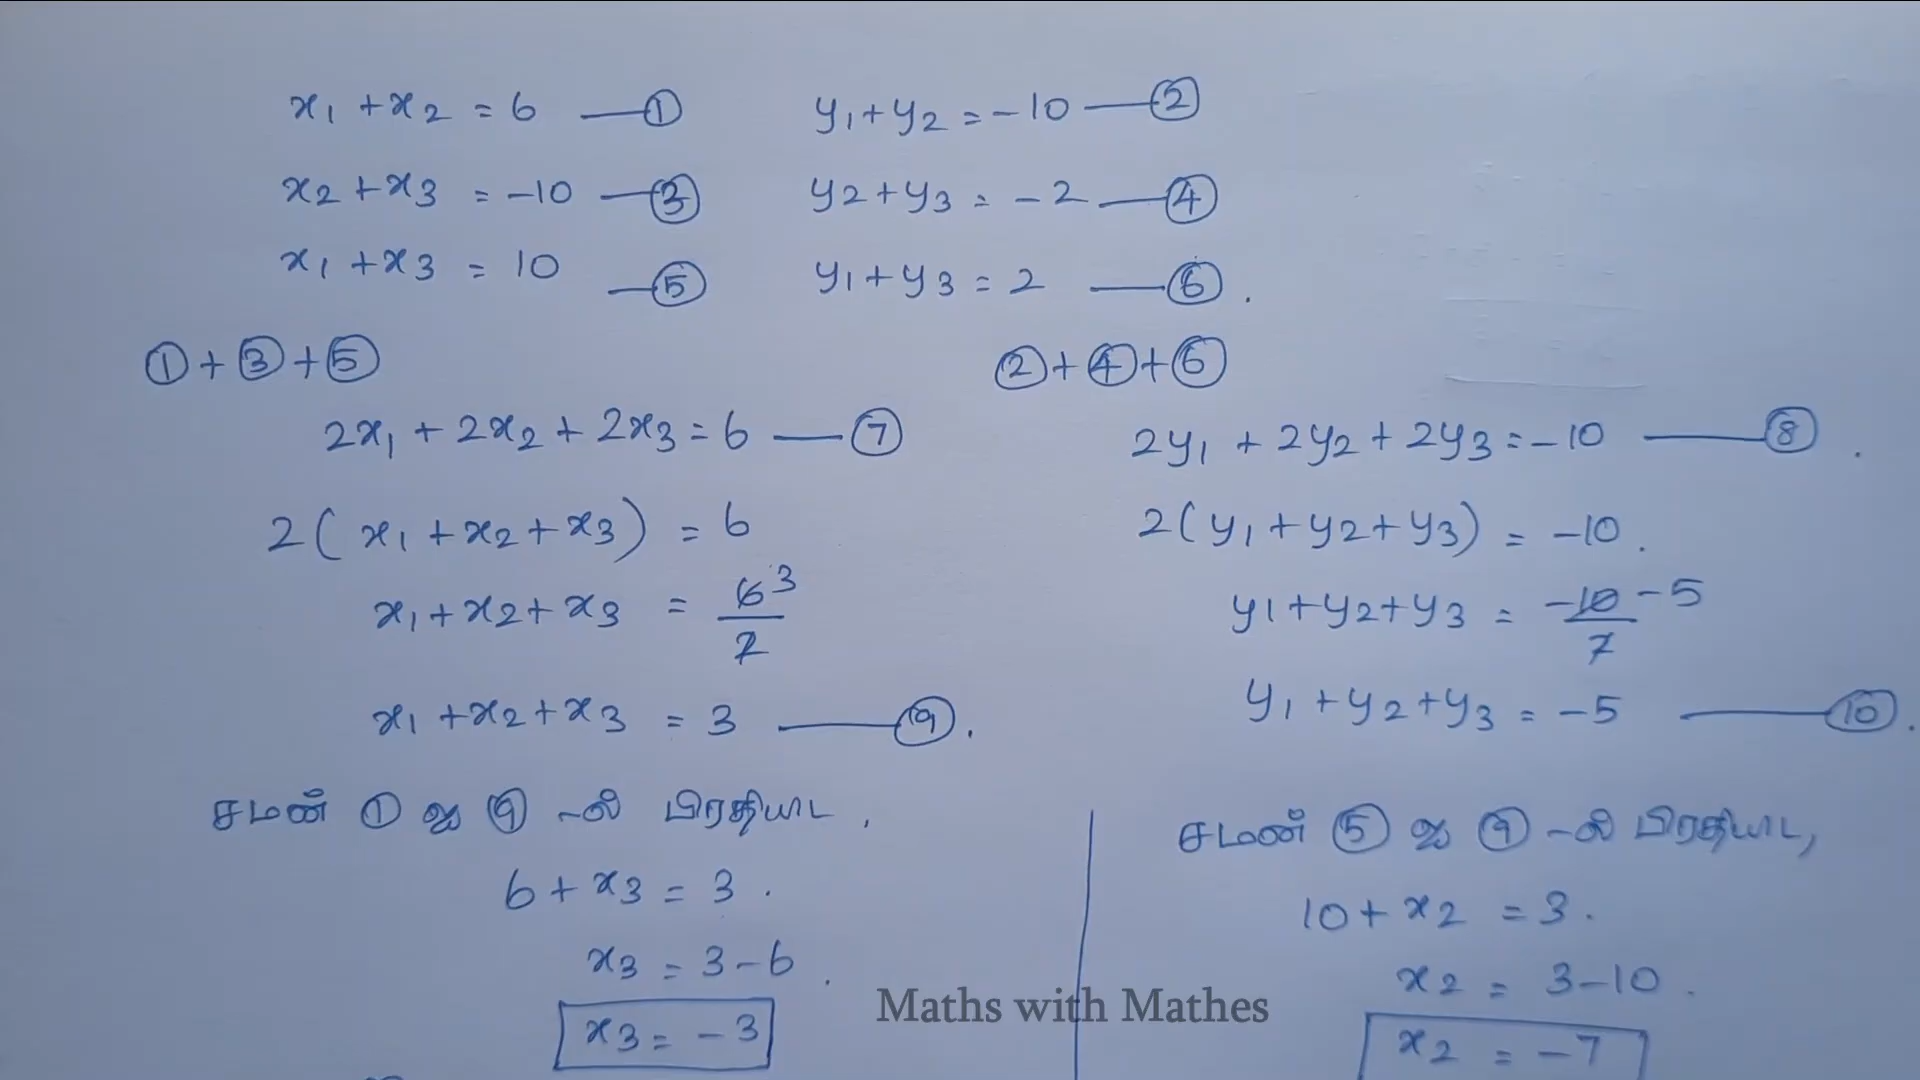 x₁ + x₂ = 6 —① y₁ + y₂ = -10 —②
x₂ + x₃ = -10 —③ y₂ + y₃ = -2 —④
x₁ + x₃ = 10 —⑤ y₁ + y₃ = 2 —⑥.
① + ③ + ⑤ ② + ④ + ⑥
2x₁ + 2x₂ + 2x₃ = 6 —⑦ 2y₁ + 2y₂ + 2y₃ = -10 —⑧.
2(x₁ + x₂ + x₃) = 6 2(y₁ + y₂ + y₃) = -10.
x₁ + x₂ + x₃ = 6/2 3 y₁ + y₂ + y₃ = -10/2 -5
x₁ + x₂ + x₃ = 3 —⑨. y₁ + y₂ + y₃ = -5 —⑩.
சமன் ① ஐ ⑨ -ல் பிரதியிட,
6 + x₃ = 3.
x₃ = 3 - 6.
x₃ = -3
சமன் ⑤ ஐ ⑨ -ல் பிரதியிட,
10 + x₂ = 3.
x₂ = 3 - 10.
x₂ = -7
Maths with Mathes